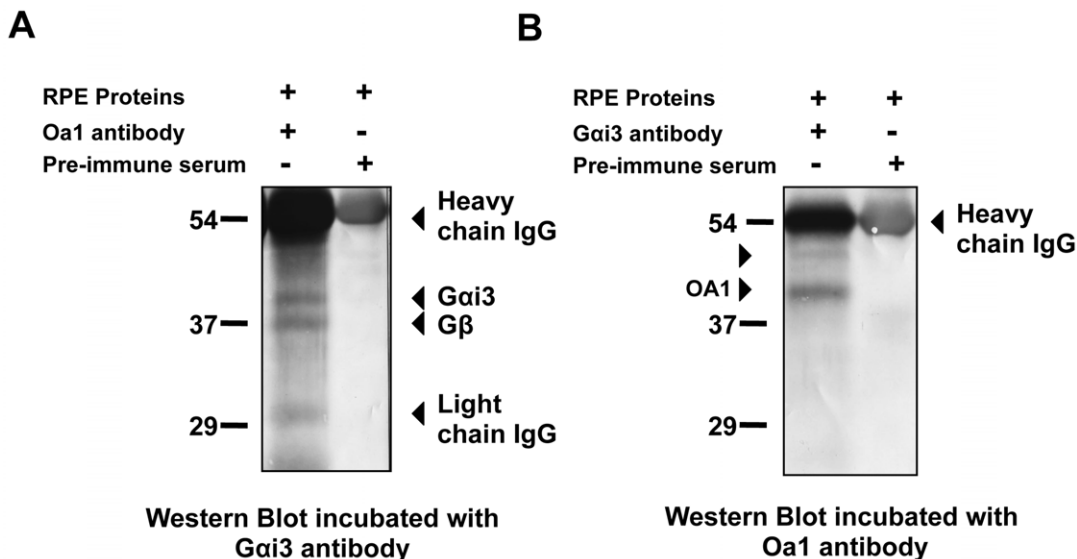 A
RPE Proteins + +
Oa1 antibody + -
Pre-immune serum - +
54
37
29
Heavy
chain IgG
Gαi3
Gβ
Light
chain IgG
Western Blot incubated with
Gαi3 antibody
B
RPE Proteins + +
Gαi3 antibody + -
Pre-immune serum - +
54
OA1
37
29
Heavy
chain IgG
Western Blot incubated with
Oa1 antibody